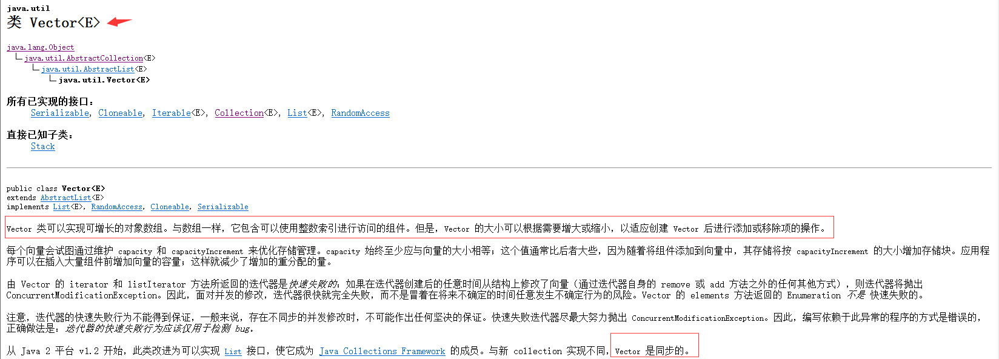 java.util
类 Vector<E>
java.lang.Object
java.util.AbstractCollection<E>
java.util.AbstractList<E>
java.util.Vector<E>
所有已实现的接口：
Serializable, Cloneable, Iterable<E>, Collection<E>, List<E>, RandomAccess
直接已知子类：
Stack
public class Vector<E>
extends AbstractList<E>
implements List<E>, RandomAccess, Cloneable, Serializable
Vector 类可以实现可增长的对象数组。与数组一样，它包含可以使用整数索引进行访问的组件。但是，Vector 的大小可以根据需要增大或缩小，以适应创建 Vector 后进行添加或移除项的操作。
每个向量会试图通过维护 capacity 和 capacityIncrement 来优化存储管理。capacity 始终至少应与向量的大小相等；这个值通常比后者大些，因为随着将组件添加到向量中，其存储将按 capacityIncrement 的大小增加存储块。应用程
序可以在插入大量组件前增加向量的容量；这样就减少了增加的重分配的量。
由 Vector 的 iterator 和 listIterator 方法所返回的迭代器是快速失败的：如果在迭代器创建后的任意时间从结构上修改了向量（通过迭代器自身的 remove 或 add 方法之外的任何其他方式），则迭代器将抛出
ConcurrentModificationException。因此，面对并发的修改，迭代器很快就完全失败，而不是冒着在将来不确定的时间任意发生不确定行为的风险。Vector 的 elements 方法返回的 Enumeration 不是 快速失败的。
注意，迭代器的快速失败行为不能得到保证，一般来说，存在不同步的并发修改时，不可能作出任何坚决的保证。快速失败迭代器尽最大努力抛出 ConcurrentModificationException。因此，编写依赖于此异常的程序的方式是错误的，
正确做法是：迭代器的快速失败行为应该仅用于检测 bug。
从 Java 2 平台 v1.2 开始，此类改进为可以实现 List 接口，使它成为 Java Collections Framework 的成员。与新 collection 实现不同，Vector 是同步的。